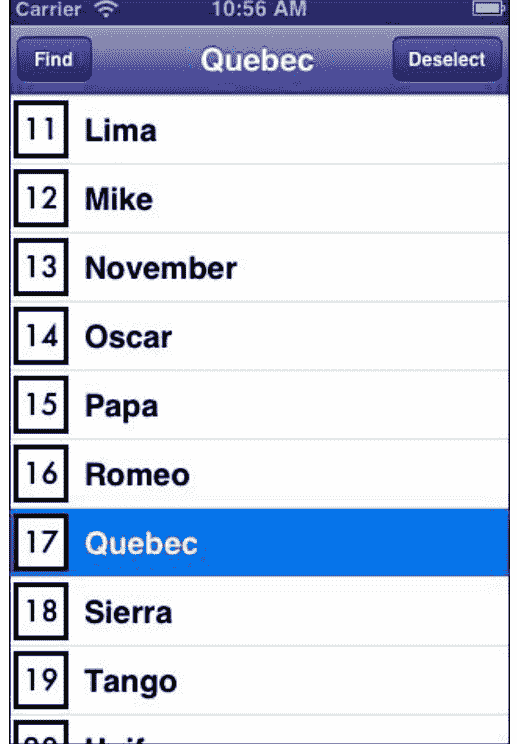 Carrier 10:56 AM
Find Quebec Deselect
11 Lima
12 Mike
13 November
14 Oscar
15 Papa
16 Romeo
17 Quebec
18 Sierra
19 Tango